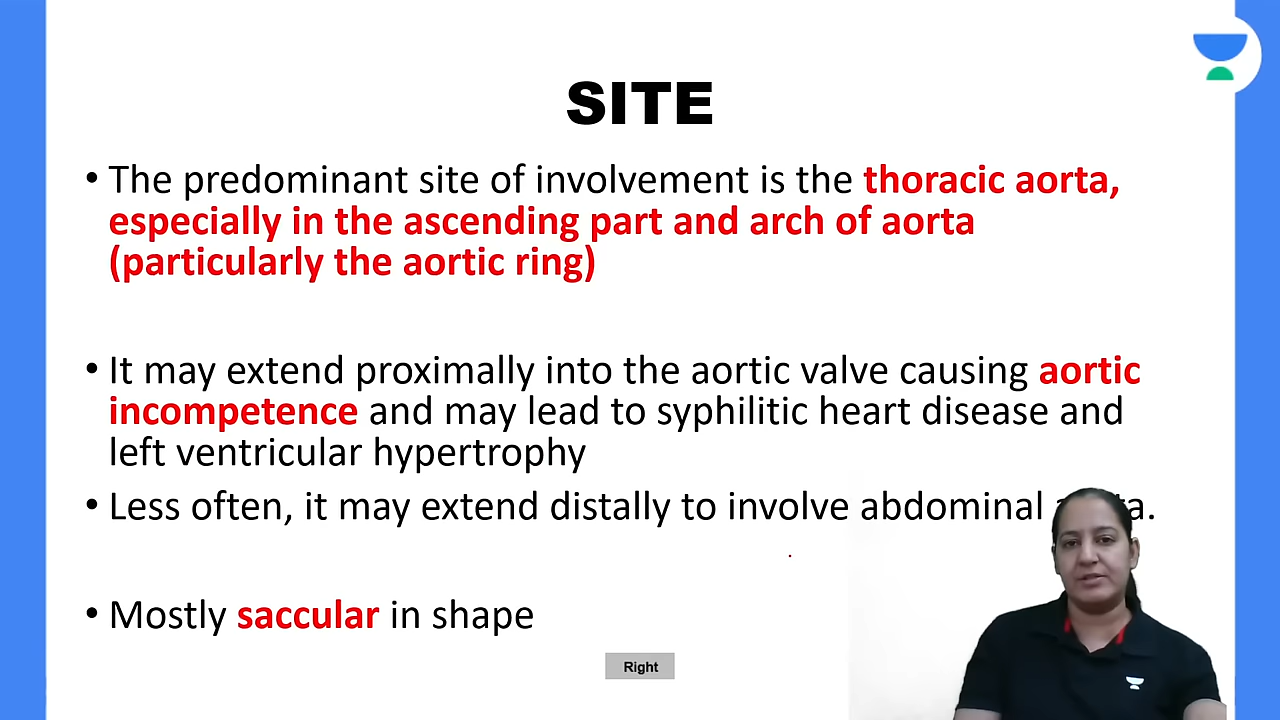 SITE
• The predominant site of involvement is the thoracic aorta,
especially in the ascending part and arch of aorta
(particularly the aortic ring)
• It may extend proximally into the aortic valve causing aortic
incompetence and may lead to syphilitic heart disease and
left ventricular hypertrophy
• Less often, it may extend distally to involve abdominal
• Mostly saccular in shape
Right